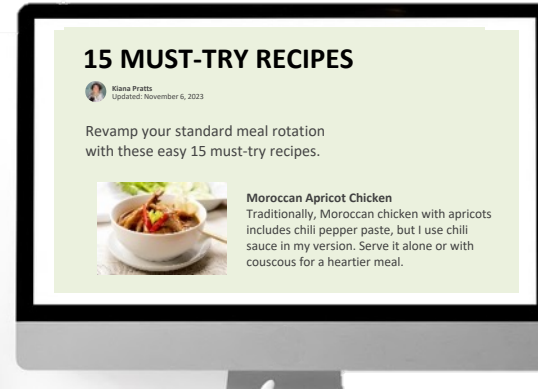 15 MUST-TRY RECIPES
Kiana Pratts
Updated: November 6, 2023
Revamp your standard meal rotation
with these easy 15 must-try recipes.
Moroccan Apricot Chicken
Traditionally, Moroccan chicken with apricots
includes chili pepper paste, but I use chili
sauce in my version. Serve it alone or with
couscous for a heartier meal.